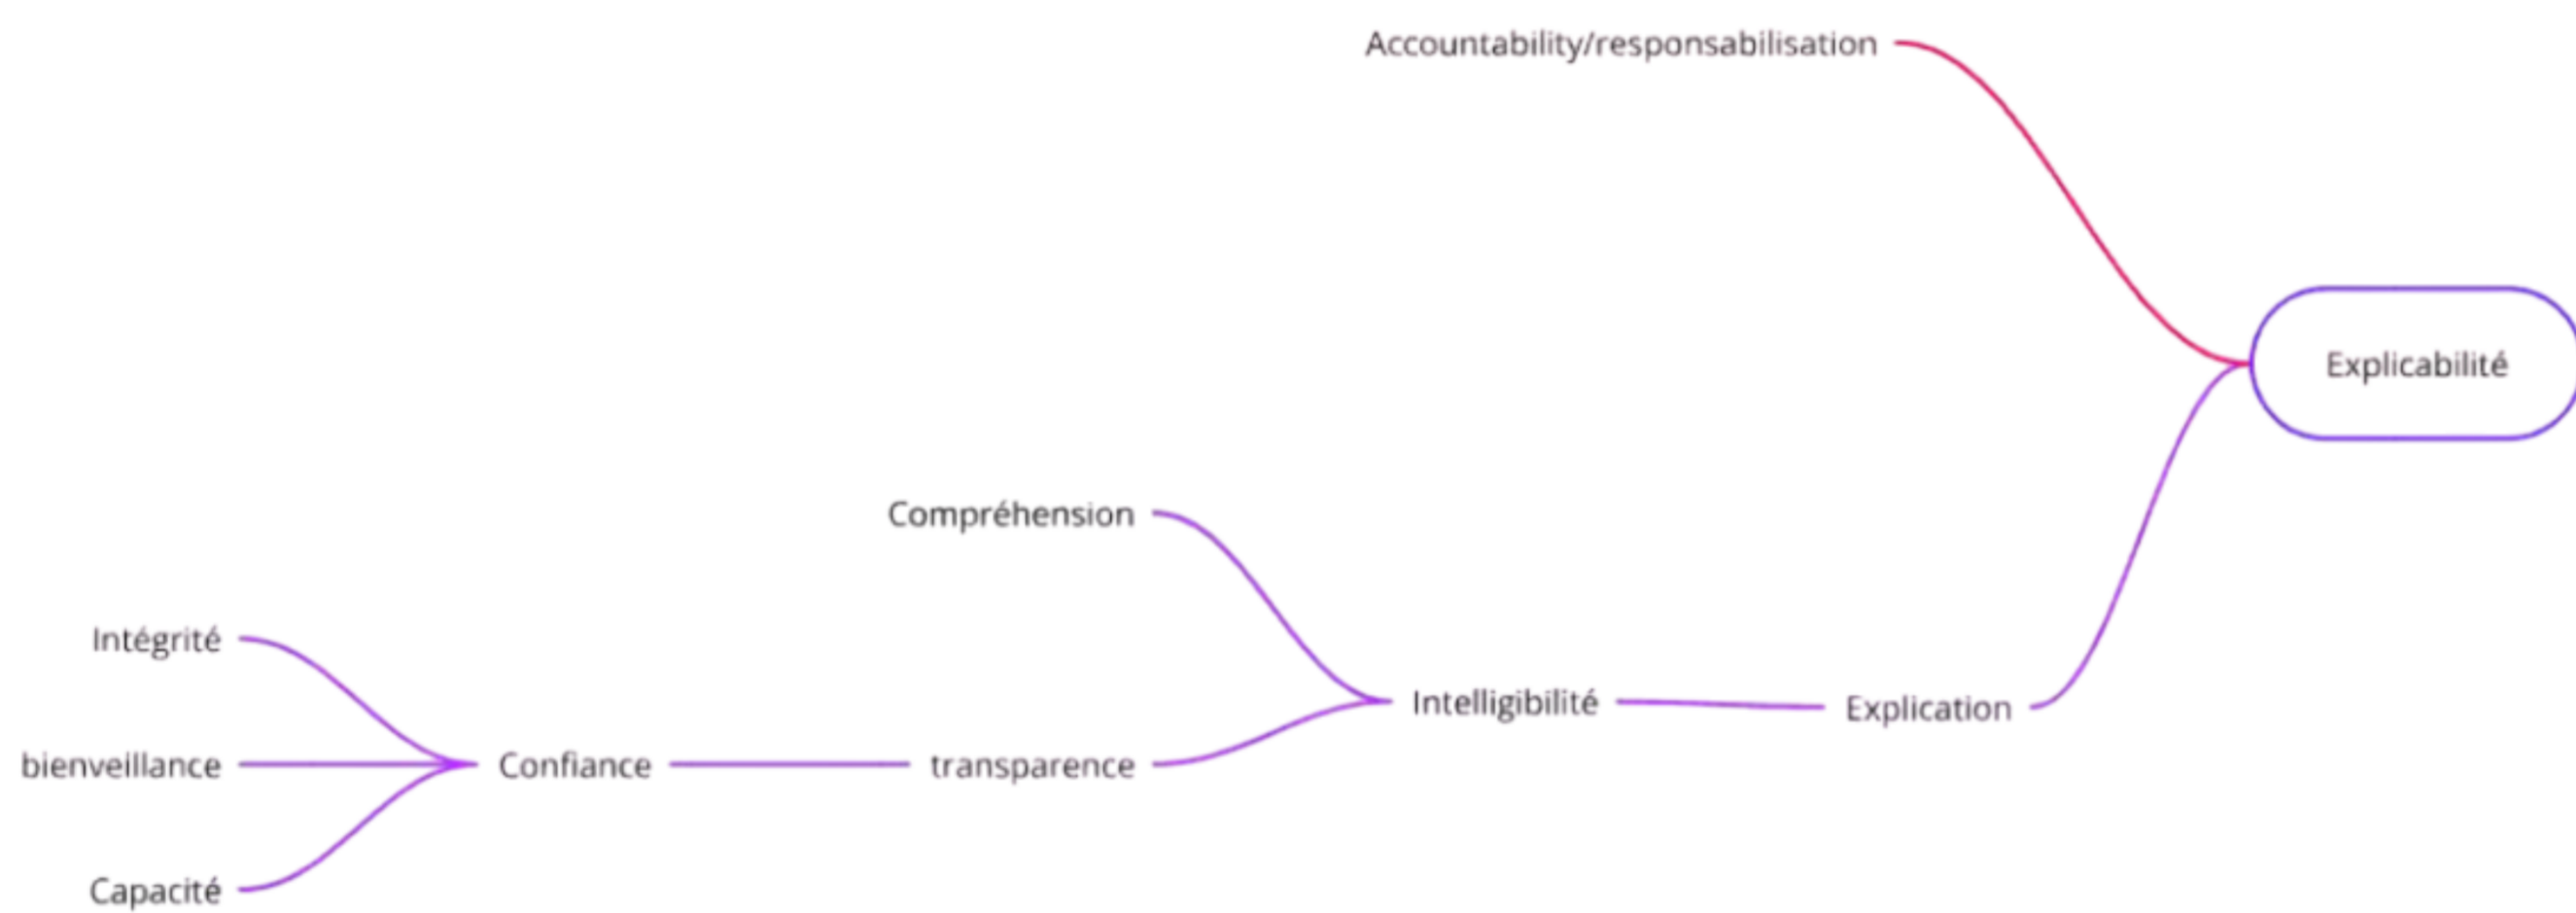 Accountability/responsabilisation
Explicabilité
Compréhension
Intégrité
Intelligibilité
Explication
bienveillance
Confiance
transparence
Capacité